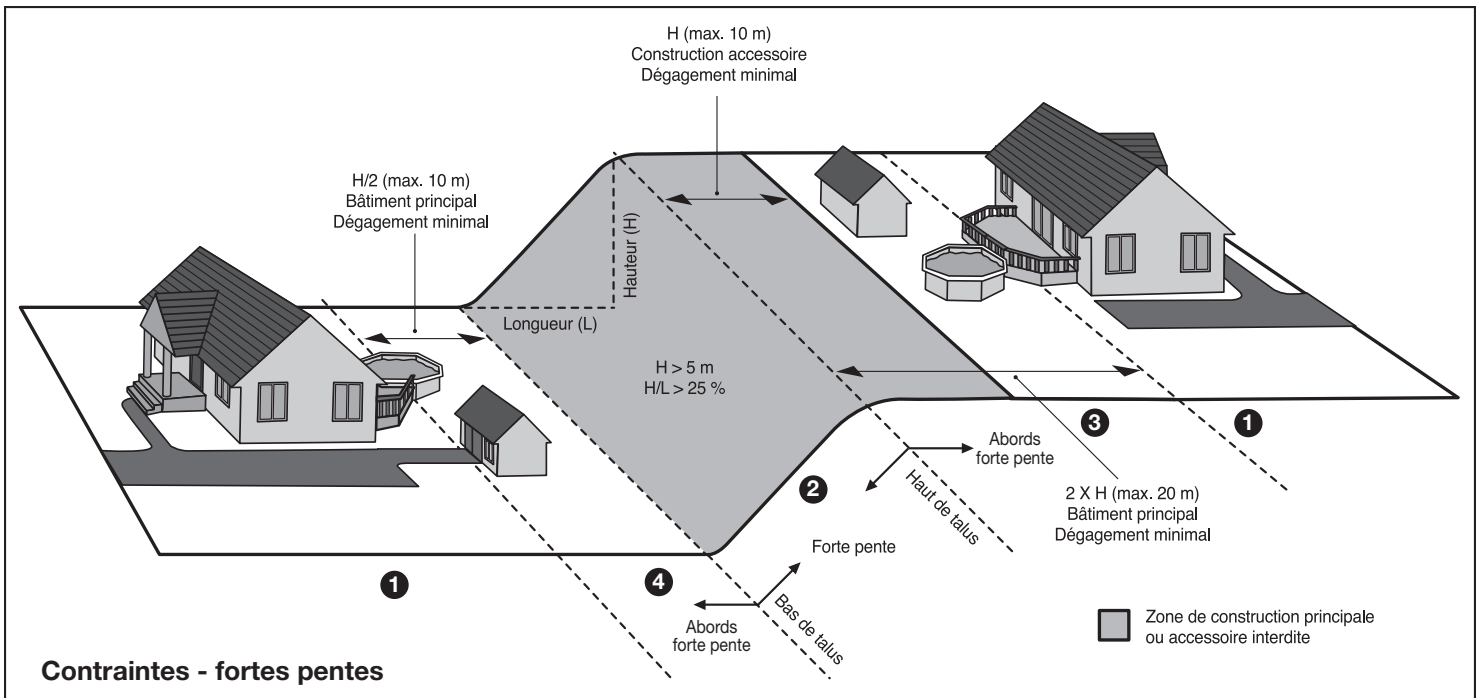 H (max. 10 m)
Construction accessoire
Dégagement minimal
H/2 (max. 10 m)
Bâtiment principal
Dégagement minimal
Hauteur (H)
Longueur (L)
H > 5 m
H/L > 25 %
3
1
Abords
forte pente
2
Haut de talus
2 X H (max. 20 m)
Bâtiment principal
Dégagement minimal
Forte pente
1
4
Bas de talus
Abords
forte pente
Zone de construction principale
ou accessoire interdite
Contraintes - fortes pentes